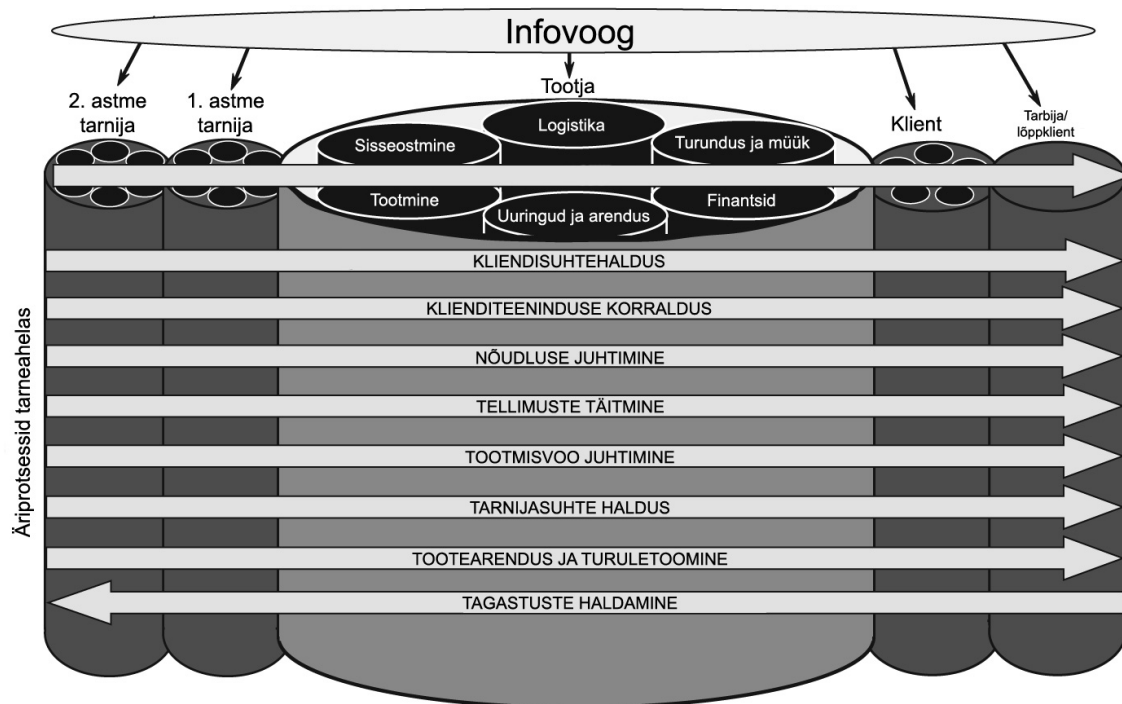 Infovoog
2. astme
tarnija
1. astme
tarnija
Tootja
Klient
Tarbija/
lõppklient
Logistika
Sisseostmine
Turundus ja müük
Tootmine
Uuringud ja arendus
Finantsid
Äriprotsessid tarneahelas
KLIENDISUHTEHALDUS
KLIENDITEENINDUSE KORRALDUS
NÕUDLUSE JUHTIMINE
TELLIMUSTE TÄITMINE
TOOTMISVOO JUHTIMINE
TARNIJASUHTE HALDUS
TOOTEARENDUS JA TURULETOOMINE
TAGASTUSTE HALDAMINE